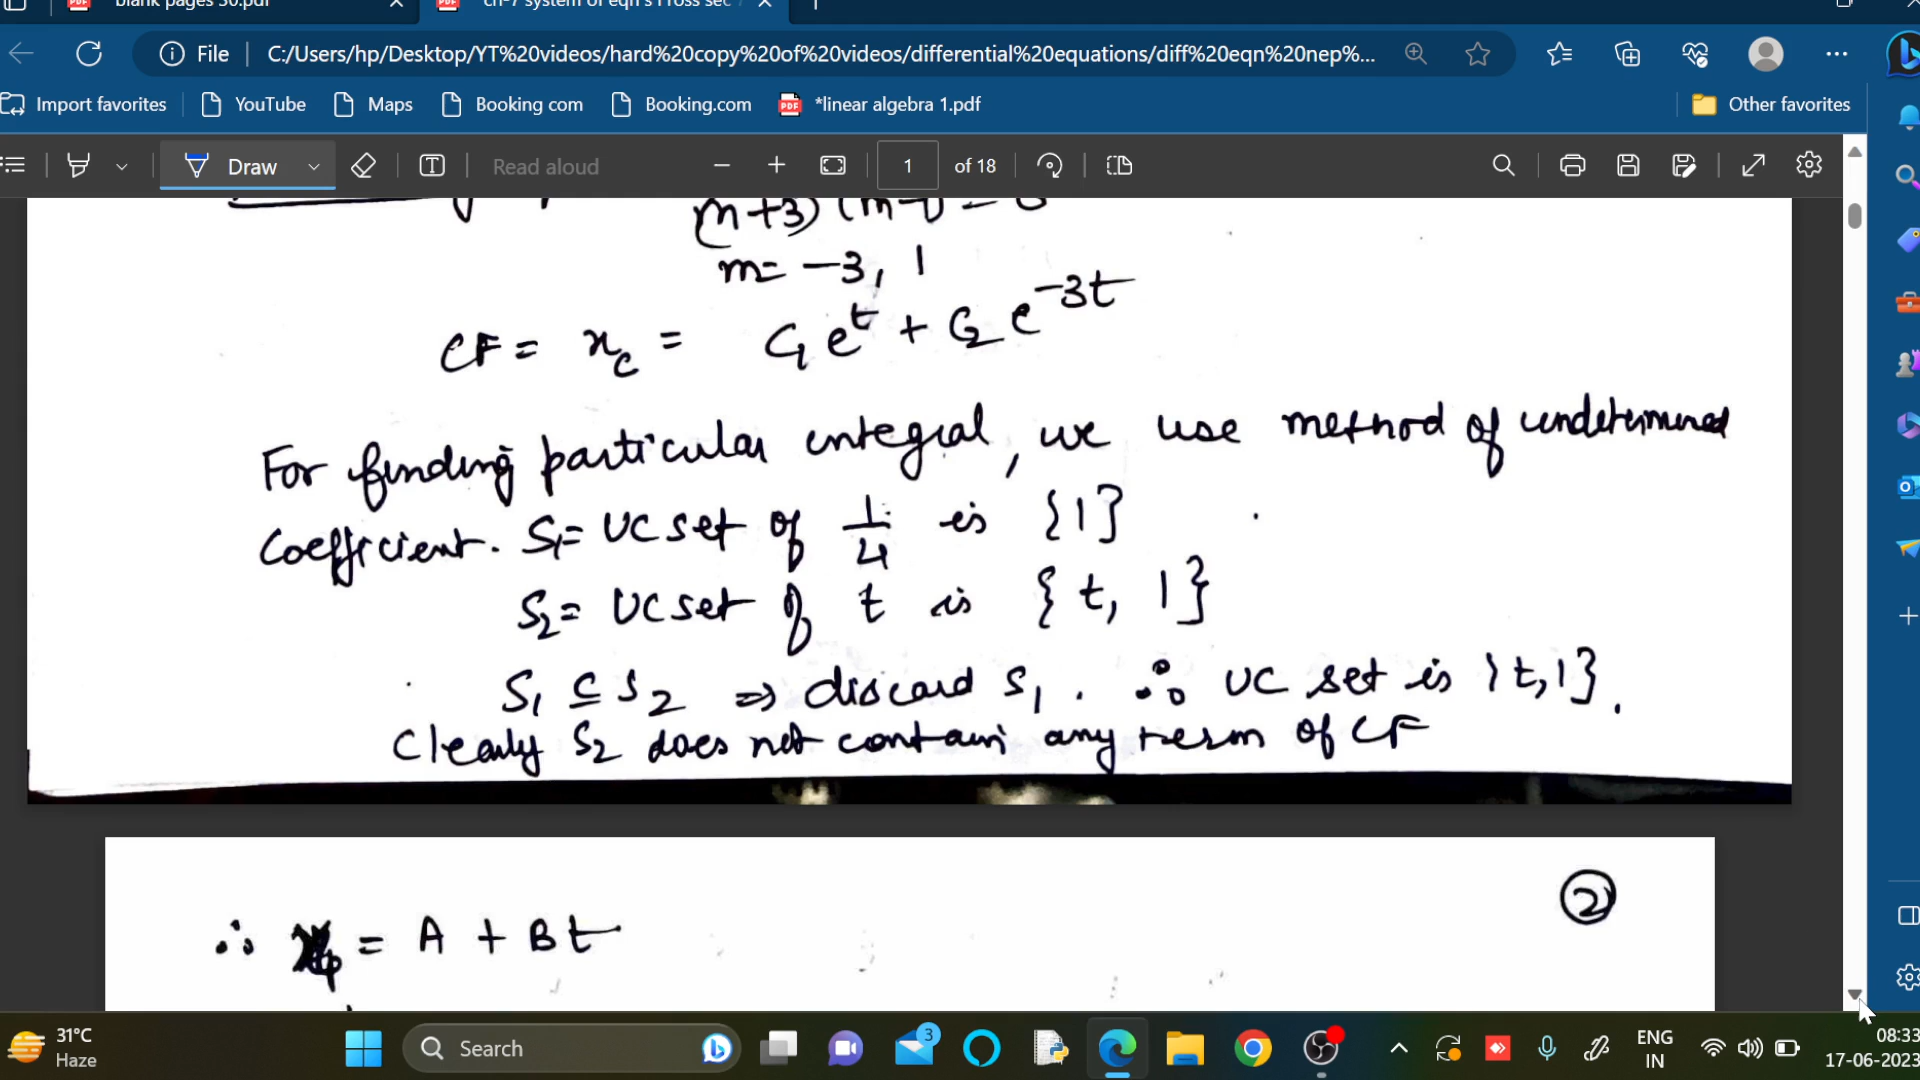 blank pages 30.pdf
ch-7 system of eqn s f ross sec
File
C:/Users/hp/Desktop/YT%20videos/hard%20copy%20of%20videos/differential%20equations/diff%20eqn%20nep%...
Import favorites
YouTube
Maps
Booking com
Booking.com
*linear algebra 1.pdf
Other favorites
Draw
Read aloud
1
of 18
m = -3, 1
CF = x_c = C₁e^t + C₂e^{-3t}
For finding particular integral, we use method of undetermined
Coefficient. S₁ = UC set of 1/4 is {1}
S₂ = UC set of t is {t, 1}
S₁ ⊆ S₂ ⇒ discard S₁. ∴ UC set is {t,1}.
Clearly S₂ does not contain any term of CF
2
= A + Bt
31°C
Haze
Search
3
ENG
IN
08:33
17-06-2023